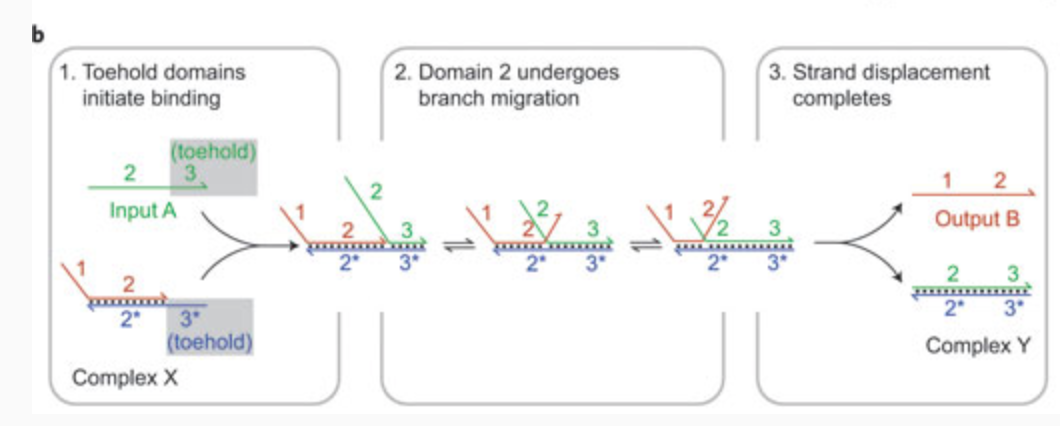 b
1. Toehold domains
initiate binding
2. Domain 2 undergoes
branch migration
3. Strand displacement
completes
(toehold)
2 3
Input A
1
2
2* 3*
(toehold)
Complex X
1 2 2 3
2* 3*
1 2 2 3
2* 3*
1 2 2 3
2* 3*
1 2
Output B
2 3
2* 3*
Complex Y